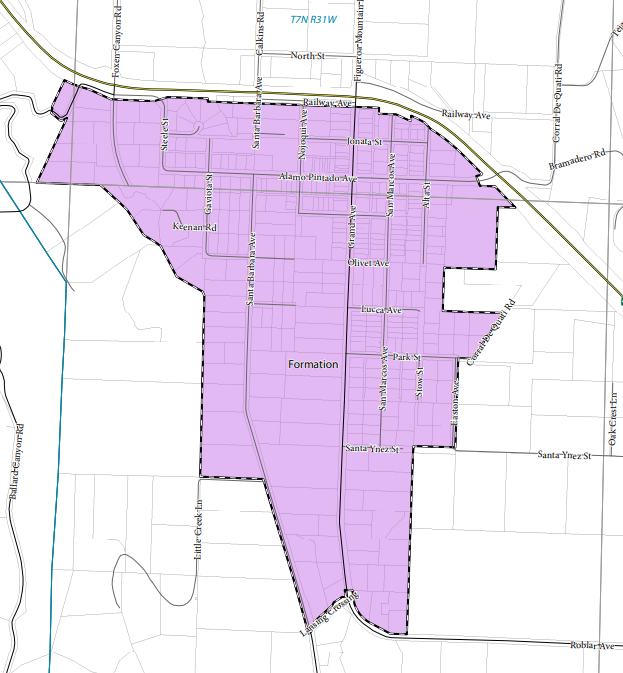 T7N R31W
Foxen Canyon Rd
Calkins Rd
Figueroa Mountain
North St
Corral De Quati Rd
Railway Ave
Railway Ave
Santa Barbara Ave
Nojoqui Ave
Steele St
Jonata St
Bramadero Rd
San Marcos Ave
Alamo Pintado Ave
Gaviota St
Alta St
Keenan Rd
Grand Ave
Santa Barbara Ave
Olivet Ave
Lucca Ave
Corral De Quati Rd
Park St
Formation
San Marcos Ave
Stow St
Easton Ave
Oak Crest Ln
Santa Ynez St
Santa Ynez St
Ballard Canyon Rd
Little Creek Ln
Lansing Crossing
Roblar Ave